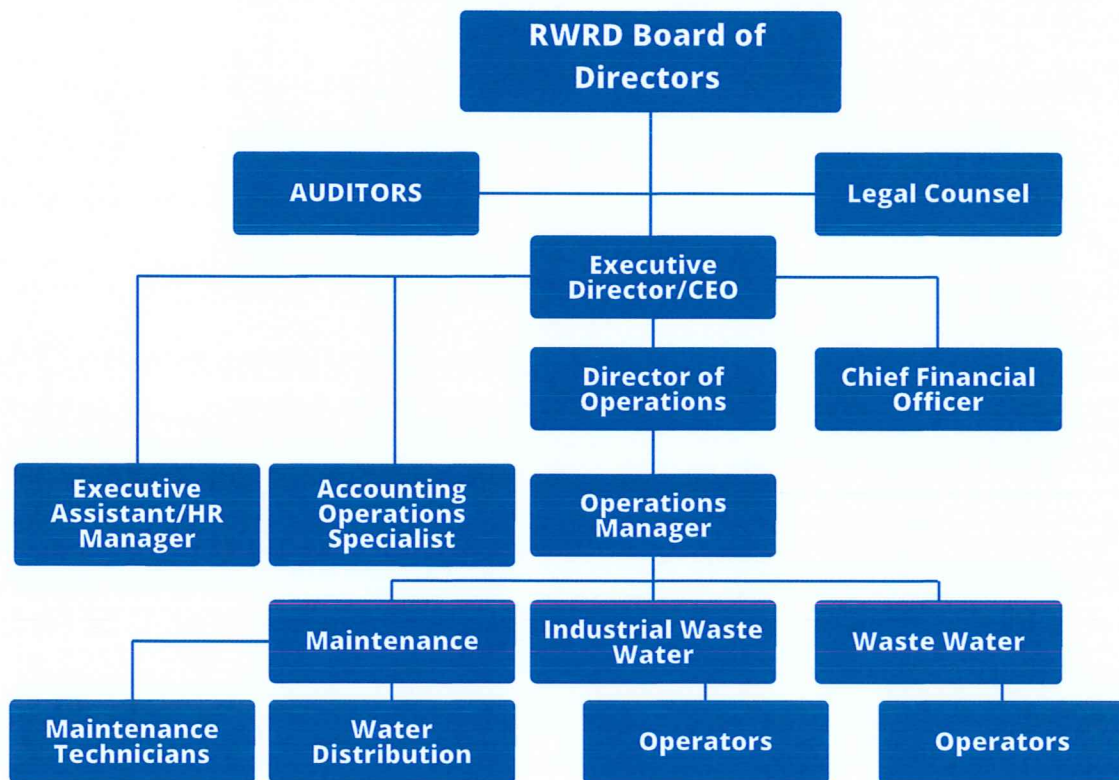 RWRD Board of
Directors
AUDITORS
Legal Counsel
Executive
Director/CEO
Director of
Operations
Chief Financial
Officer
Executive
Assistant/HR
Manager
Accounting
Operations
Specialist
Operations
Manager
Maintenance
Industrial Waste
Water
Waste Water
Maintenance
Technicians
Water
Distribution
Operators
Operators